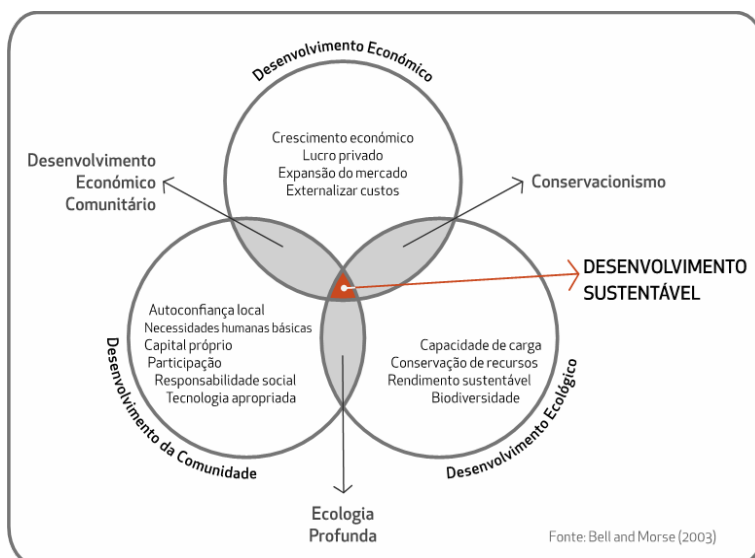 Desenvolvimento Económico
Crescimento económico
Lucro privado
Expansão do mercado
Externalizar custos
Desenvolvimento
Económico
Comunitário
Conservacionismo
DESENVOLVIMENTO
SUSTENTÁVEL
Autoconfiança local
Necessidades humanas básicas
Capital próprio
Participação
Responsabilidade social
Tecnologia apropriada
Desenvolvimento da Comunidade
Capacidade de carga
Conservação de recursos
Rendimento sustentável
Biodiversidade
Desenvolvimento Ecológico
Ecologia
Profunda
Fonte: Bell and Morse (2003)